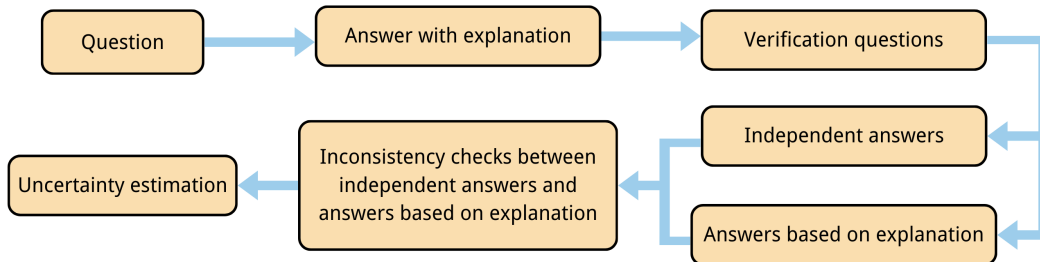 Question
Answer with explanation
Verification questions
Independent answers
Answers based on explanation
Inconsistency checks between
independent answers and
answers based on explanation
Uncertainty estimation